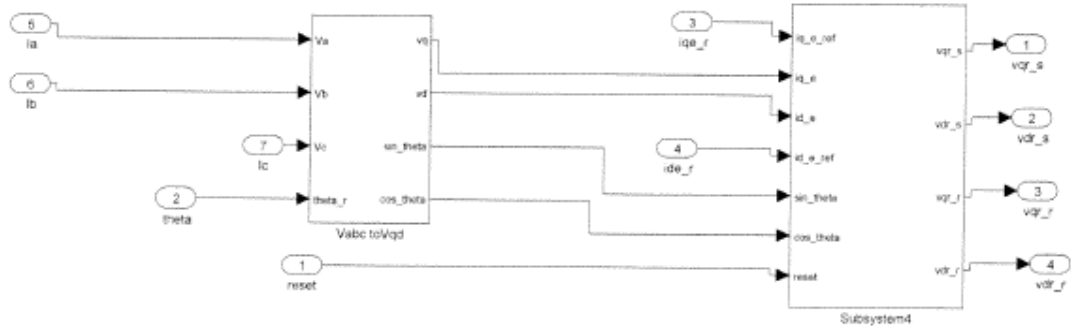 5
Ia
6
Ib
7
Ic
2
theta
1
reset
Va
Vb
Vc
theta_r
vq
vd
sin_theta
cos_theta
Vabc toVqd
3
iqe_r
4
ide_r
iq_e_ref
iq_e
id_e
id_e_ref
sin_theta
cos_theta
reset
vqr_s
vdr_s
vqr_r
vdr_r
Subsystem4
1
vqr_s
2
vdr_s
3
vqr_r
4
vdr_r